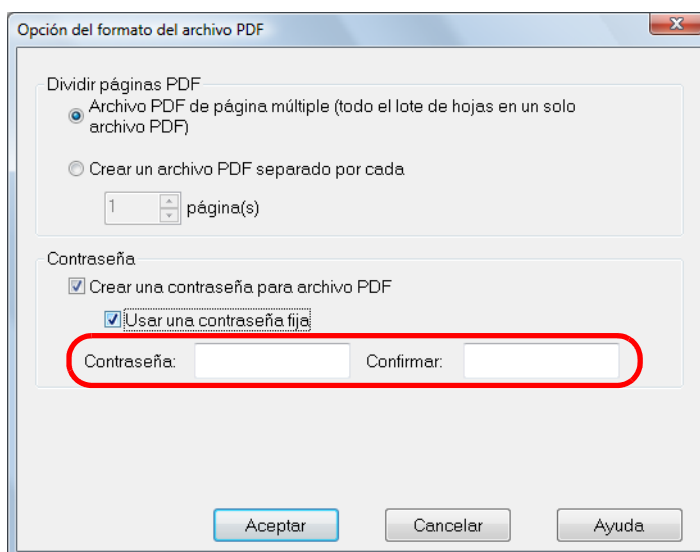 Opción del formato del archivo PDF
Dividir páginas PDF
Archivo PDF de página múltiple (todo el lote de hojas en un solo
archivo PDF)
Crear un archivo PDF separado por cada
1 página(s)
Contraseña
Crear una contraseña para archivo PDF
Usar una contraseña fija
Contraseña: Confirmar:
Aceptar Cancelar Ayuda